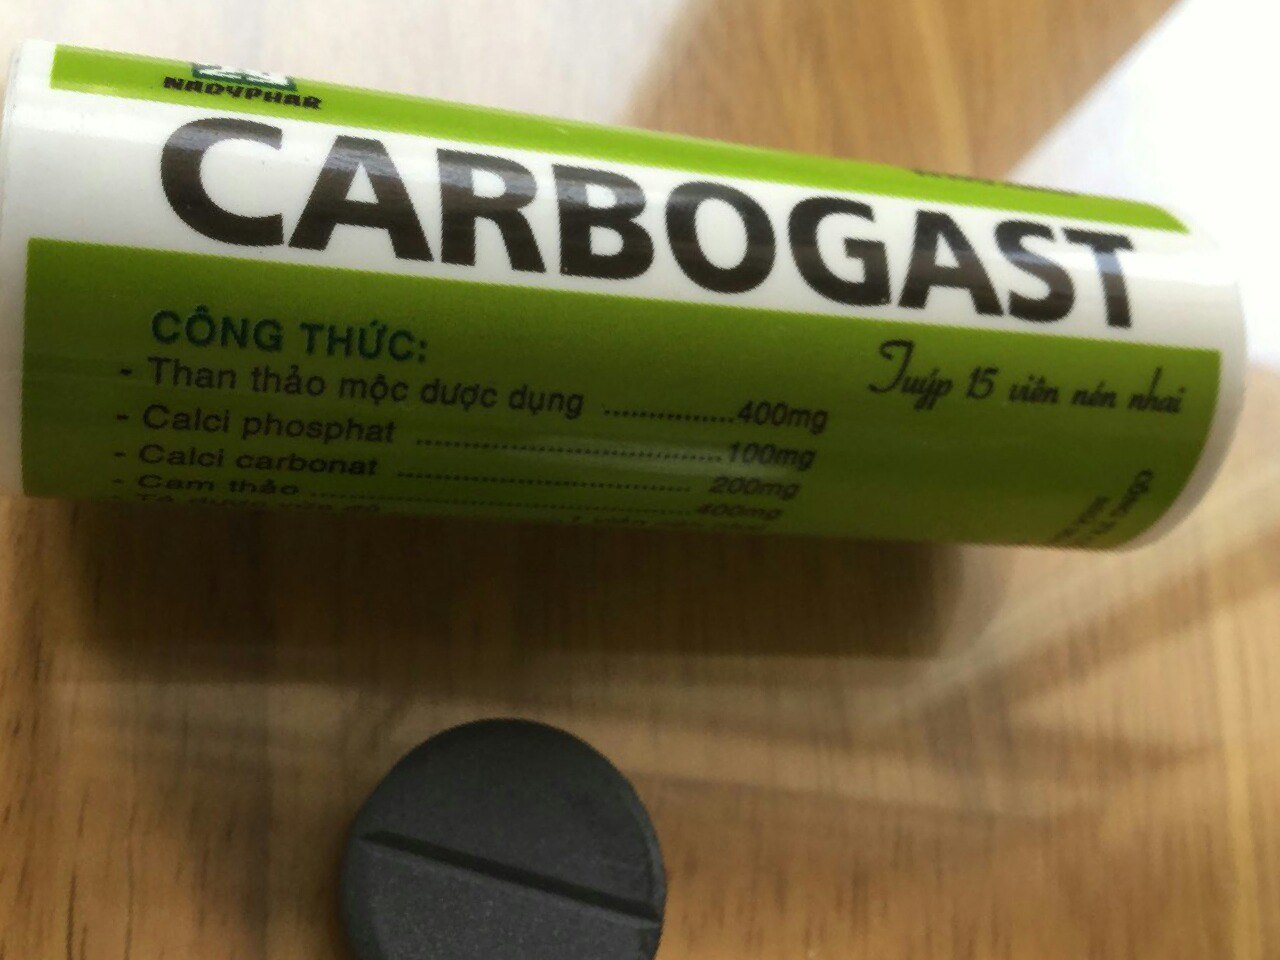 NADYPHAR
CARBOGAST
CÔNG THỨC:
- Than thảo mộc dược dụng ............... 400mg
- Calci phosphat ................................... 100mg
- Calci carbonat ................................... 200mg
- Cam thảo ............................................ 400mg
Tuýp 15 viên nén nhai